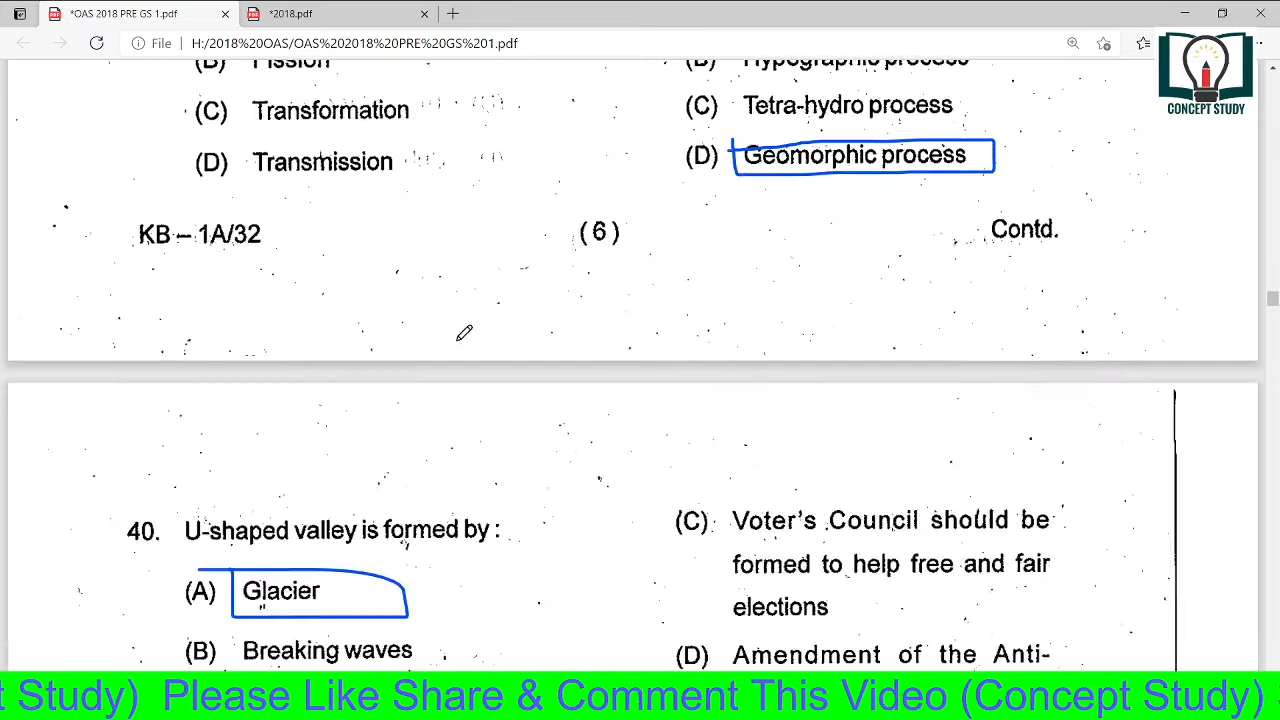 *OAS 2018 PRE GS 1.pdf
*2018.pdf
File
H:/2018%20OAS/OAS%202018%20PRE%20GS%201.pdf
CONCEPT STUDY
(B) Fission
(C) Transformation
(D) Transmission
(B) Hypographic process
(C) Tetra-hydro process
(D) Geomorphic process
KB – 1A/32
(6)
Contd.
40. U-shaped valley is formed by :
(A) Glacier
(B) Breaking waves
(C) Voter's Council should be
formed to help free and fair
elections
(D) Amendment of the Anti-
t Study) Please Like Share & Comment This Video (Concept Study)